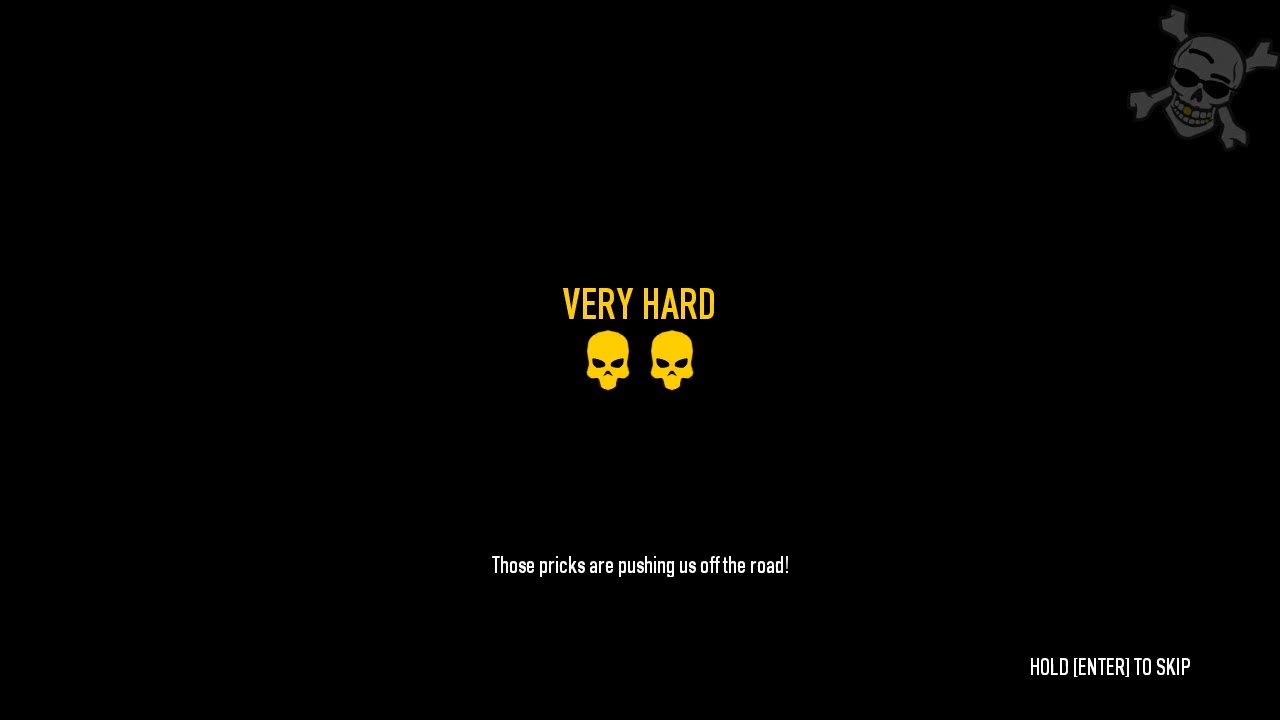 VERY HARD
Those pricks are pushing us off the road!
HOLD [ENTER] TO SKIP